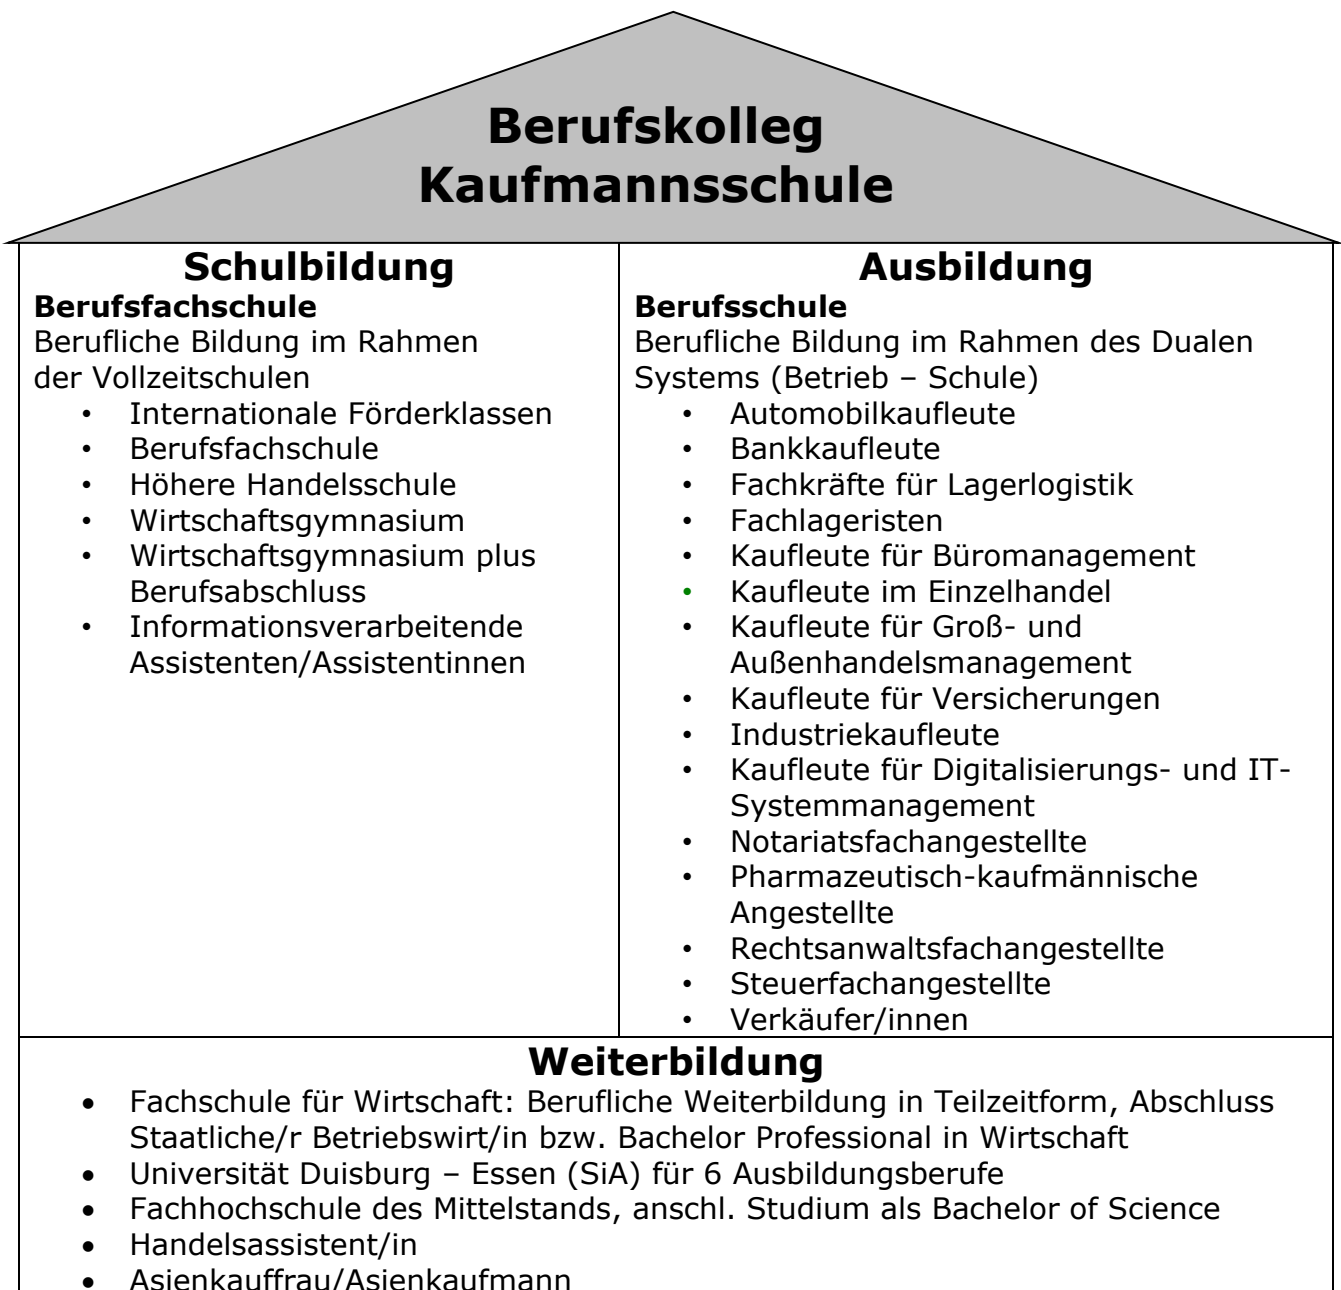 Berufskolleg
Kaufmannsschule
Schulbildung
Berufsfachschule
Berufliche Bildung im Rahmen
der Vollzeitschulen
• Internationale Förderklassen
• Berufsfachschule
• Höhere Handelsschule
• Wirtschaftsgymnasium
• Wirtschaftsgymnasium plus
Berufsabschluss
• Informationsverarbeitende
Assistenten/Assistentinnen
Ausbildung
Berufsschule
Berufliche Bildung im Rahmen des Dualen
Systems (Betrieb – Schule)
• Automobilkaufleute
• Bankkaufleute
• Fachkräfte für Lagerlogistik
• Fachlageristen
• Kaufleute für Büromanagement
• Kaufleute im Einzelhandel
• Kaufleute für Groß- und
Außenhandelsmanagement
• Kaufleute für Versicherungen
• Industriekaufleute
• Kaufleute für Digitalisierungs- und IT-
Systemmanagement
• Notariatsfachangestellte
• Pharmazeutisch-kaufmännische
Angestellte
• Rechtsanwaltsfachangestellte
• Steuerfachangestellte
• Verkäufer/innen
Weiterbildung
• Fachschule für Wirtschaft: Berufliche Weiterbildung in Teilzeitform, Abschluss
Staatliche/r Betriebswirt/in bzw. Bachelor Professional in Wirtschaft
• Universität Duisburg – Essen (SiA) für 6 Ausbildungsberufe
• Fachhochschule des Mittelstands, anschl. Studium als Bachelor of Science
• Handelsassistent/in
• Asienkauffrau/Asienkaufmann